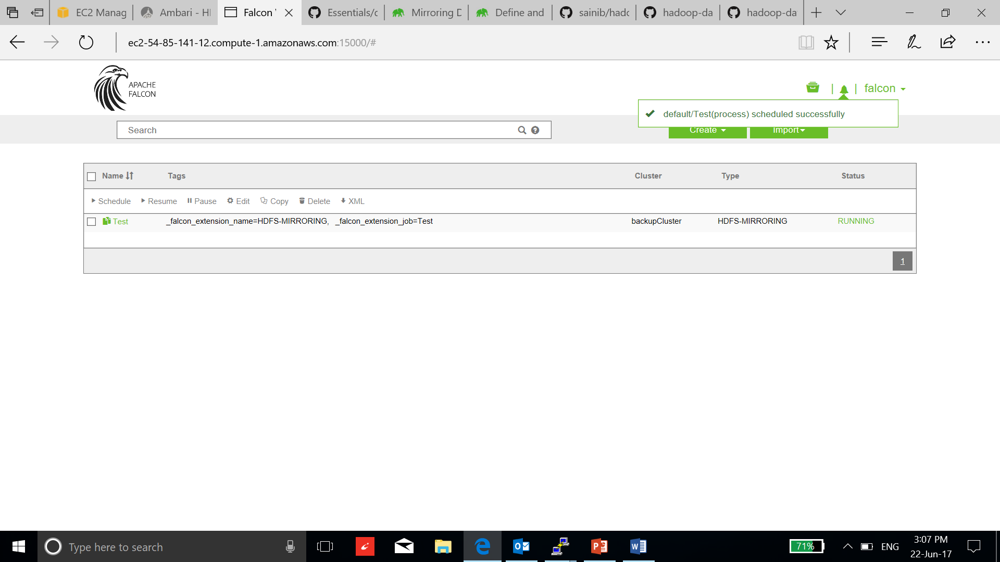 EC2 Manag
Ambari - HI
Falcon
Essentials/c
Mirroring D
Define and
sainib/hadc
hadoop-da
hadoop-da
ec2-54-85-141-12.compute-1.amazonaws.com:15000/#
APACHE
FALCON
falcon
default/Test(process) scheduled successfully
Search
Create
Import
Name Tags Cluster Type Status
Schedule Resume Pause Edit Copy Delete XML
Test _falcon_extension_name=HDFS-MIRRORING, _falcon_extension_job=Test backupCluster HDFS-MIRRORING RUNNING
1
Type here to search
71%
ENG
3:07 PM
22-Jun-17